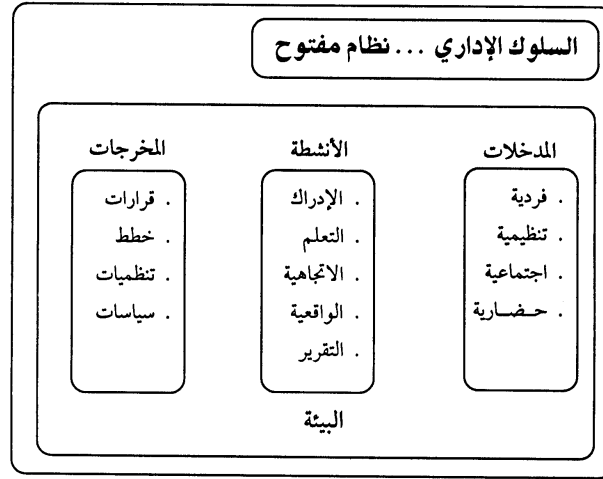 السلوك الإداري ... نظام مفتوح
المدخلات
. فردية
. تنظيمية
. اجتماعية
. حضارية
الأنشطة
. الإدراك
. التعلم
. الاتجاهية
. الواقعية
. التقرير
المخرجات
. قرارات
. خطط
. تنظميات
. سياسات
البيئة